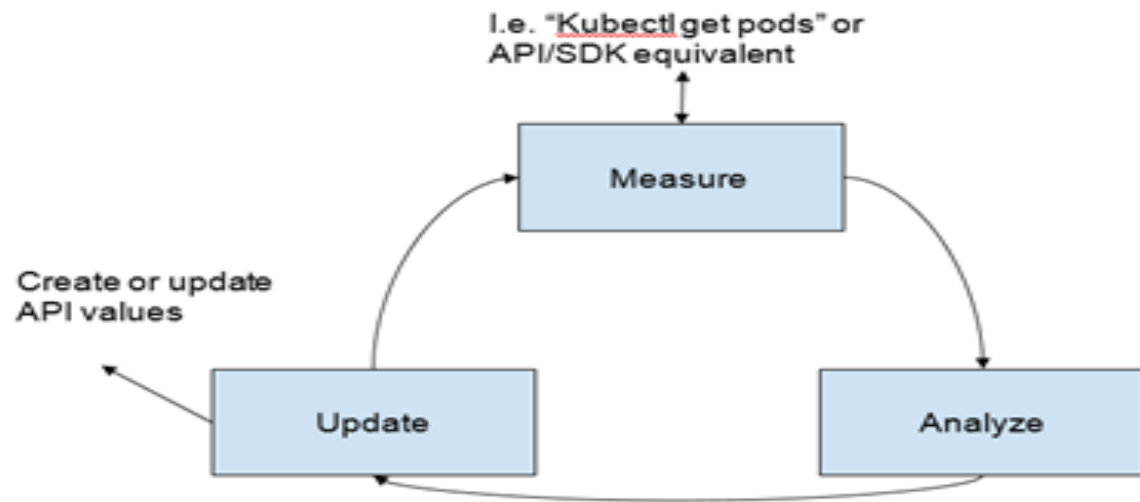 I.e. “Kubectl get pods” or
API/SDK equivalent
Measure
Create or update
API values
Update
Analyze